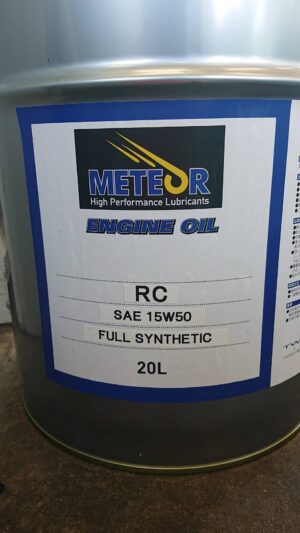 METEOR
High Performance Lubricants
ENGINE OIL
RC
SAE 15W50
FULL SYNTHETIC
20L